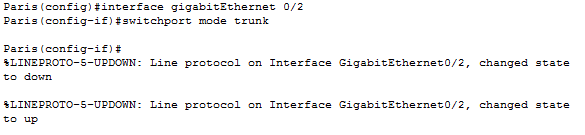 Paris(config)#interface gigabitEthernet 0/2
Paris(config-if)#switchport mode trunk
Paris(config-if)#
%LINEPROTO-5-UPDOWN: Line protocol on Interface GigabitEthernet0/2, changed state
to down
%LINEPROTO-5-UPDOWN: Line protocol on Interface GigabitEthernet0/2, changed state
to up